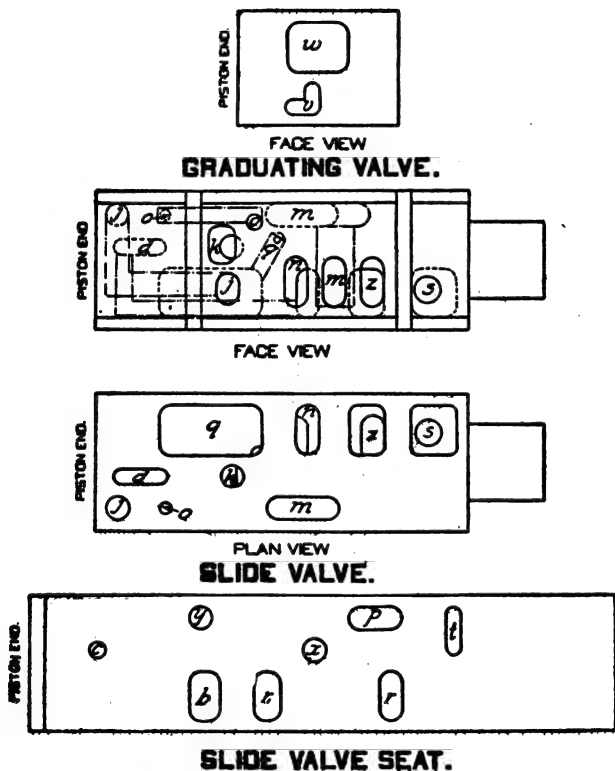 PISTON END.
w
v
FACE VIEW
GRADUATING VALVE.
PISTON END.
j o o m
d k o
j n m z s
FACE VIEW
PISTON END.
q n z s
d k
j o m
PLAN VIEW
SLIDE VALVE.
PISTON END.
y p t
c x
b r r
SLIDE VALVE SEAT.